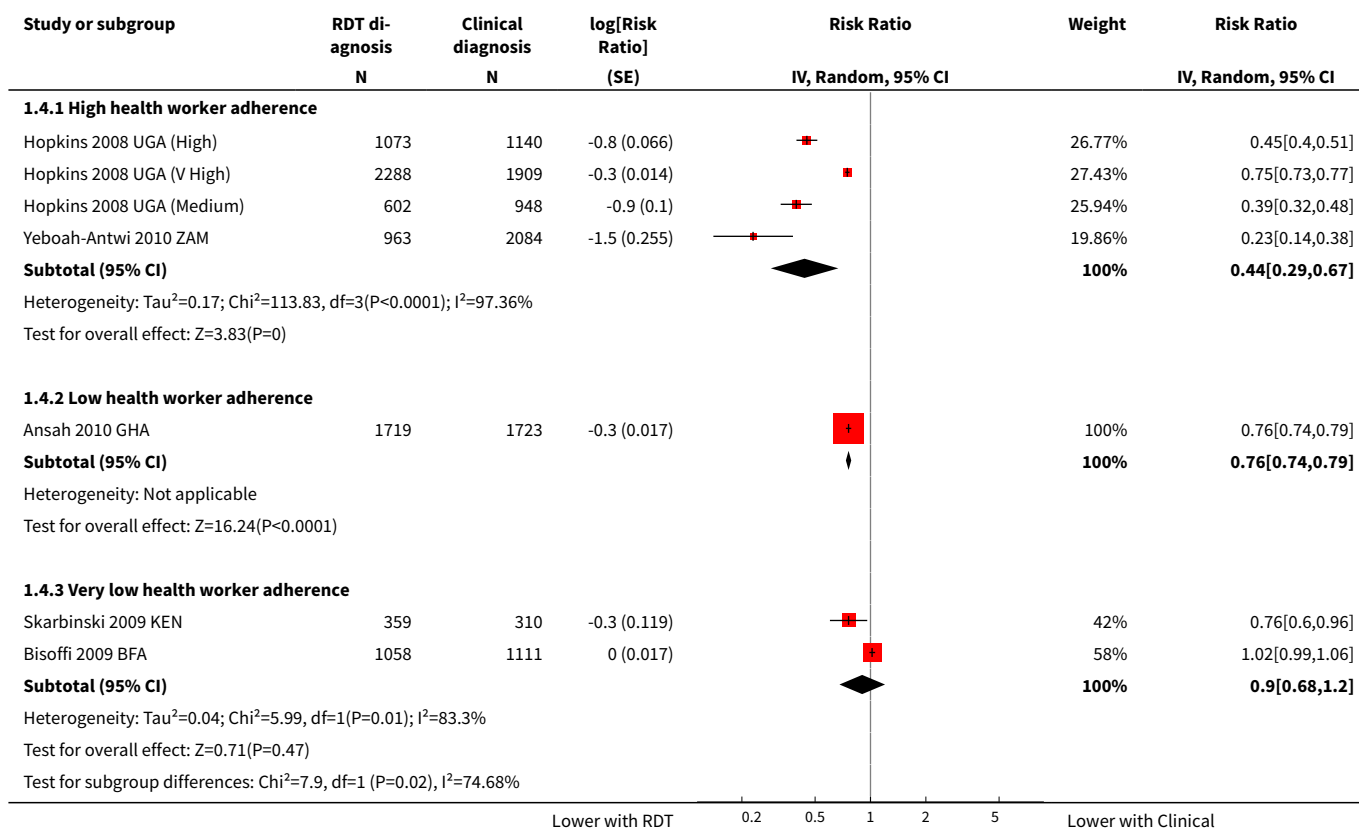 Study or subgroup RDT di- Clinical log[Risk Risk Ratio Weight Risk Ratio
agnosis diagnosis Ratio]
N N (SE) IV, Random, 95% CI IV, Random, 95% CI
1.4.1 High health worker adherence
Hopkins 2008 UGA (High) 1073 1140 -0.8 (0.066) 26.77% 0.45[0.4,0.51]
Hopkins 2008 UGA (V High) 2288 1909 -0.3 (0.014) 27.43% 0.75[0.73,0.77]
Hopkins 2008 UGA (Medium) 602 948 -0.9 (0.1) 25.94% 0.39[0.32,0.48]
Yeboah-Antwi 2010 ZAM 963 2084 -1.5 (0.255) 19.86% 0.23[0.14,0.38]
Subtotal (95% CI) 100% 0.44[0.29,0.67]
Heterogeneity: Tau²=0.17; Chi²=113.83, df=3(P<0.0001); I²=97.36%
Test for overall effect: Z=3.83(P=0)
1.4.2 Low health worker adherence
Ansah 2010 GHA 1719 1723 -0.3 (0.017) 100% 0.76[0.74,0.79]
Subtotal (95% CI) 100% 0.76[0.74,0.79]
Heterogeneity: Not applicable
Test for overall effect: Z=16.24(P<0.0001)
1.4.3 Very low health worker adherence
Skarbinski 2009 KEN 359 310 -0.3 (0.119) 42% 0.76[0.6,0.96]
Bisoffi 2009 BFA 1058 1111 0 (0.017) 58% 1.02[0.99,1.06]
Subtotal (95% CI) 100% 0.9[0.68,1.2]
Heterogeneity: Tau²=0.04; Chi²=5.99, df=1(P=0.01); I²=83.3%
Test for overall effect: Z=0.71(P=0.47)
Test for subgroup differences: Chi²=7.9, df=1 (P=0.02), I²=74.68%
Lower with RDT 0.2 0.5 1 2 5 Lower with Clinical